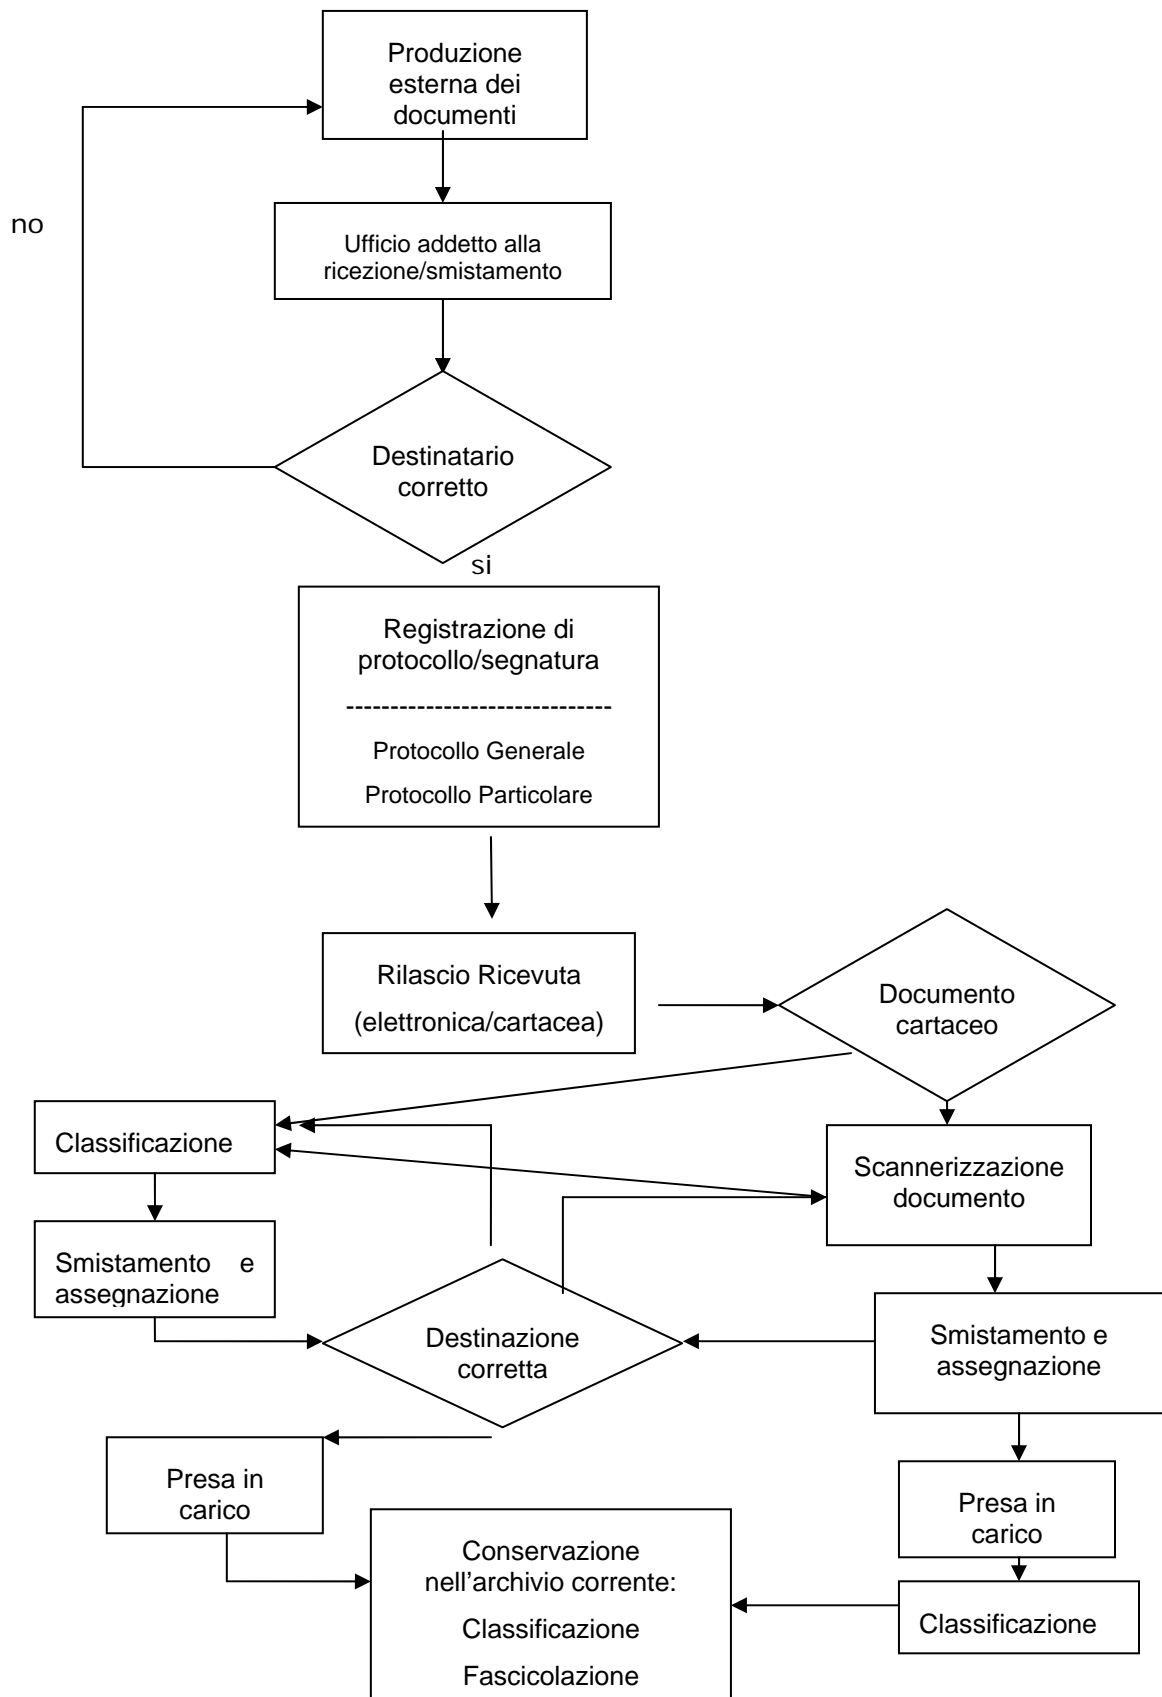 Produzione
esterna dei
documenti
no
Ufficio addetto alla
ricezione/smistamento
Destinatario
corretto
si
Registrazione di
protocollo/segnatura
------------------------------
Protocollo Generale
Protocollo Particolare
Rilascio Ricevuta
(elettronica/cartacea)
Documento
cartaceo
Classificazione
Scannerizzazione
documento
Smistamento e
assegnazione
Destinazione
corretta
Smistamento e
assegnazione
Presa in
carico
Presa in
carico
Conservazione
nell’archivio corrente:
Classificazione
Fascicolazione
Classificazione